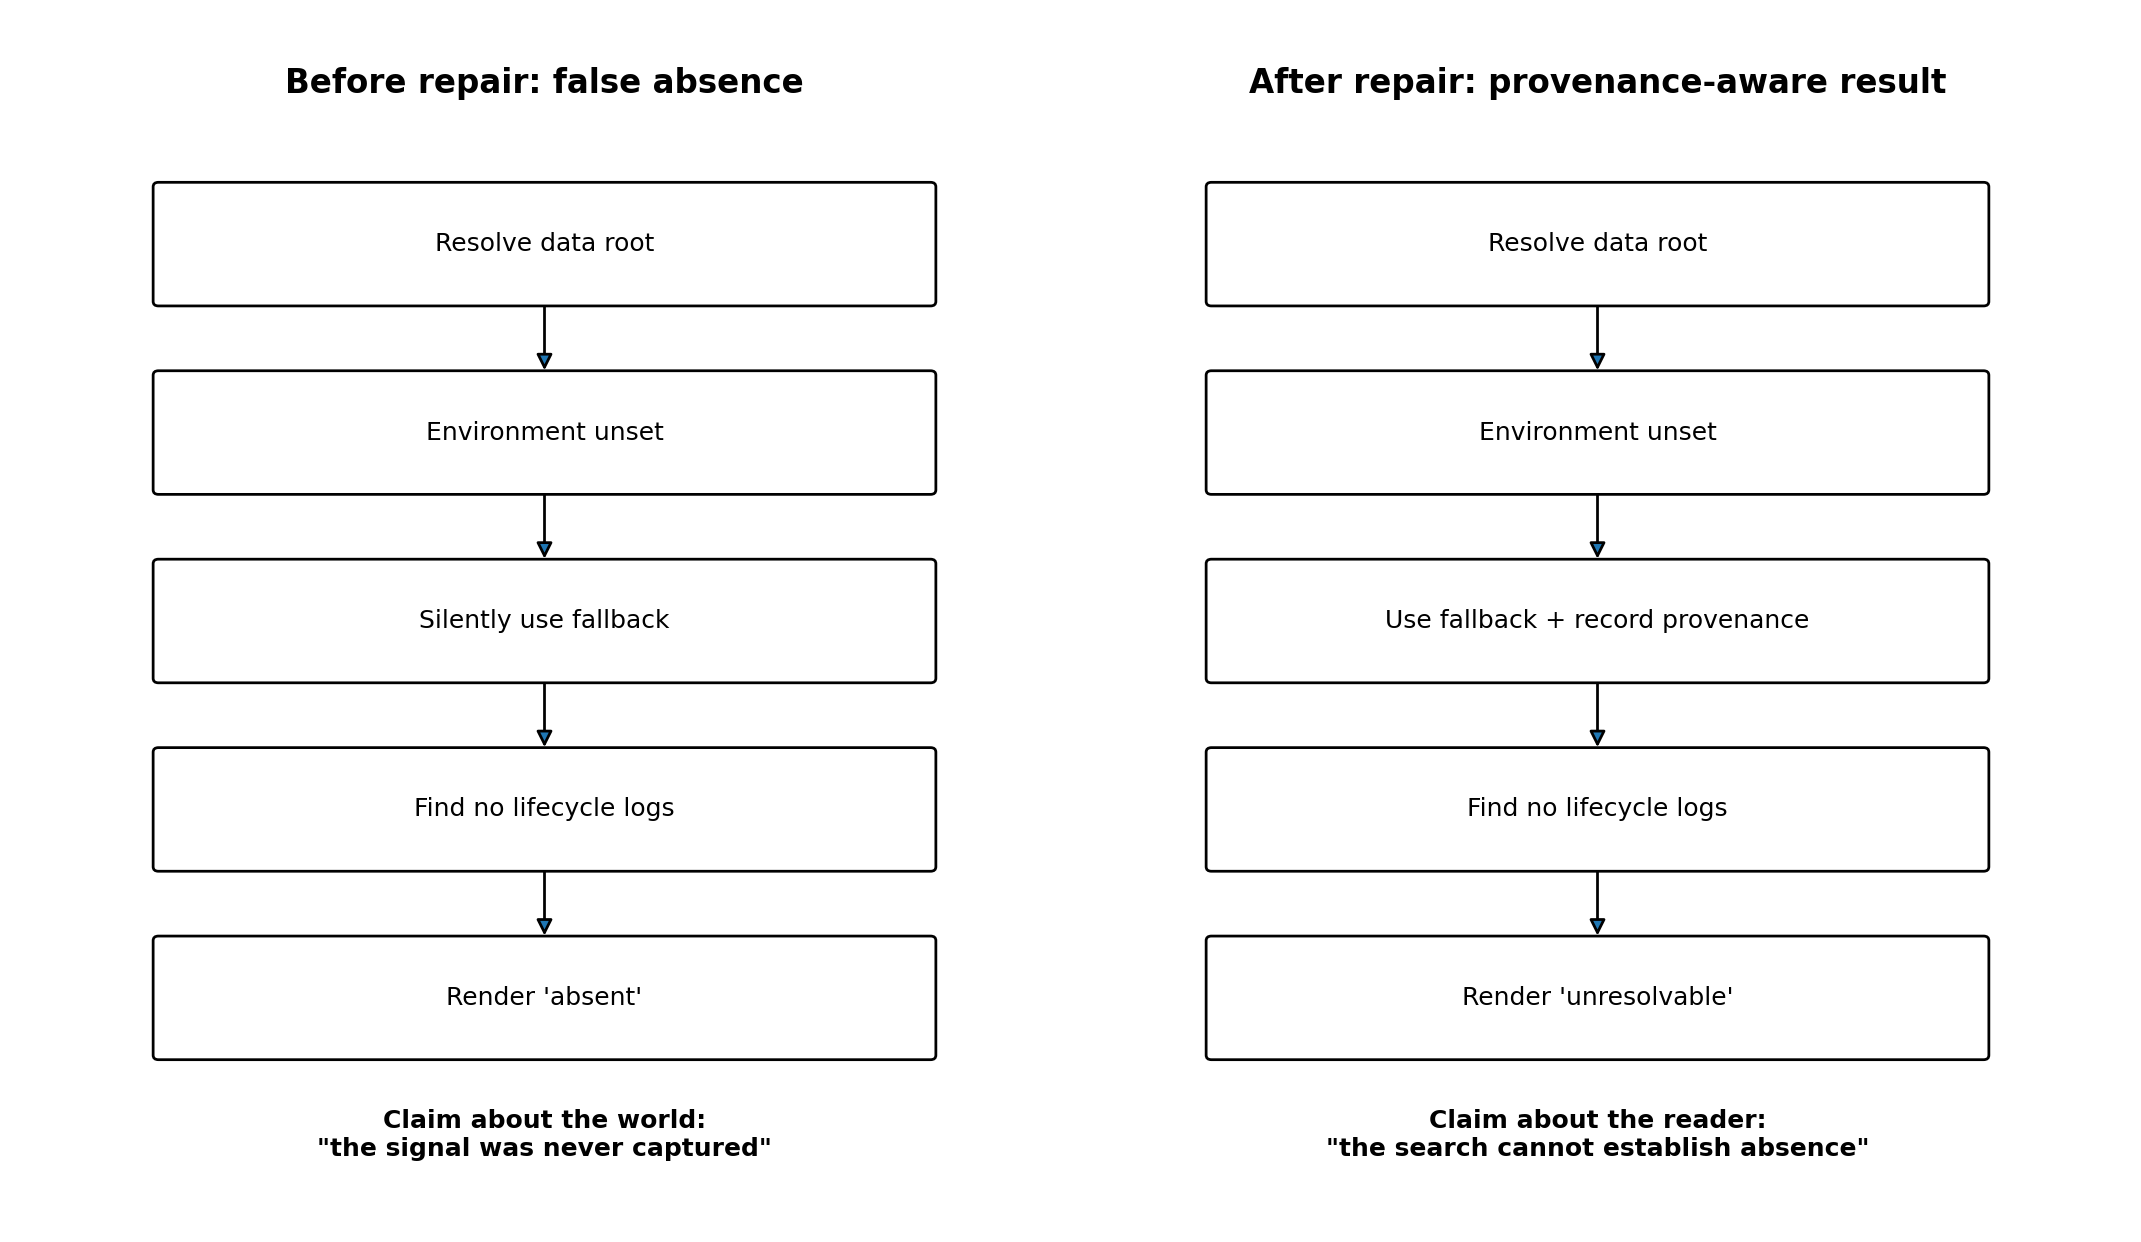 Before repair: false absence
Resolve data root
Environment unset
Silently use fallback
Find no lifecycle logs
Render 'absent'
Claim about the world:
"the signal was never captured"
After repair: provenance-aware result
Resolve data root
Environment unset
Use fallback + record provenance
Find no lifecycle logs
Render 'unresolvable'
Claim about the reader:
"the search cannot establish absence"